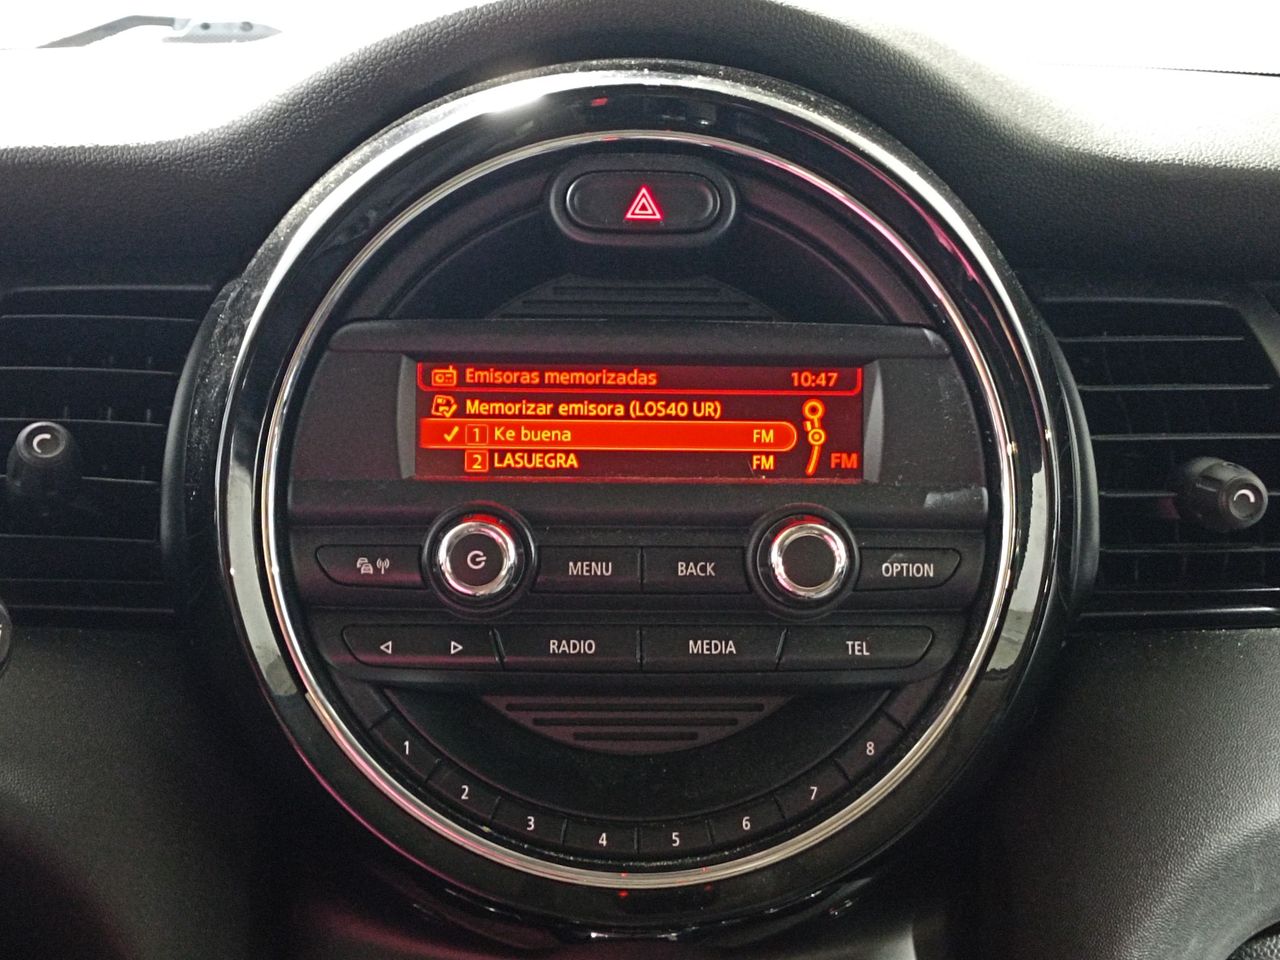 Emisoras memorizadas 10:47
Memorizar emisora (LOS40 UR)
1 Ke buena FM
2 LASUEGRA FM FM
MENU BACK OPTION
RADIO MEDIA TEL
1 2 3 4 5 6 7 8